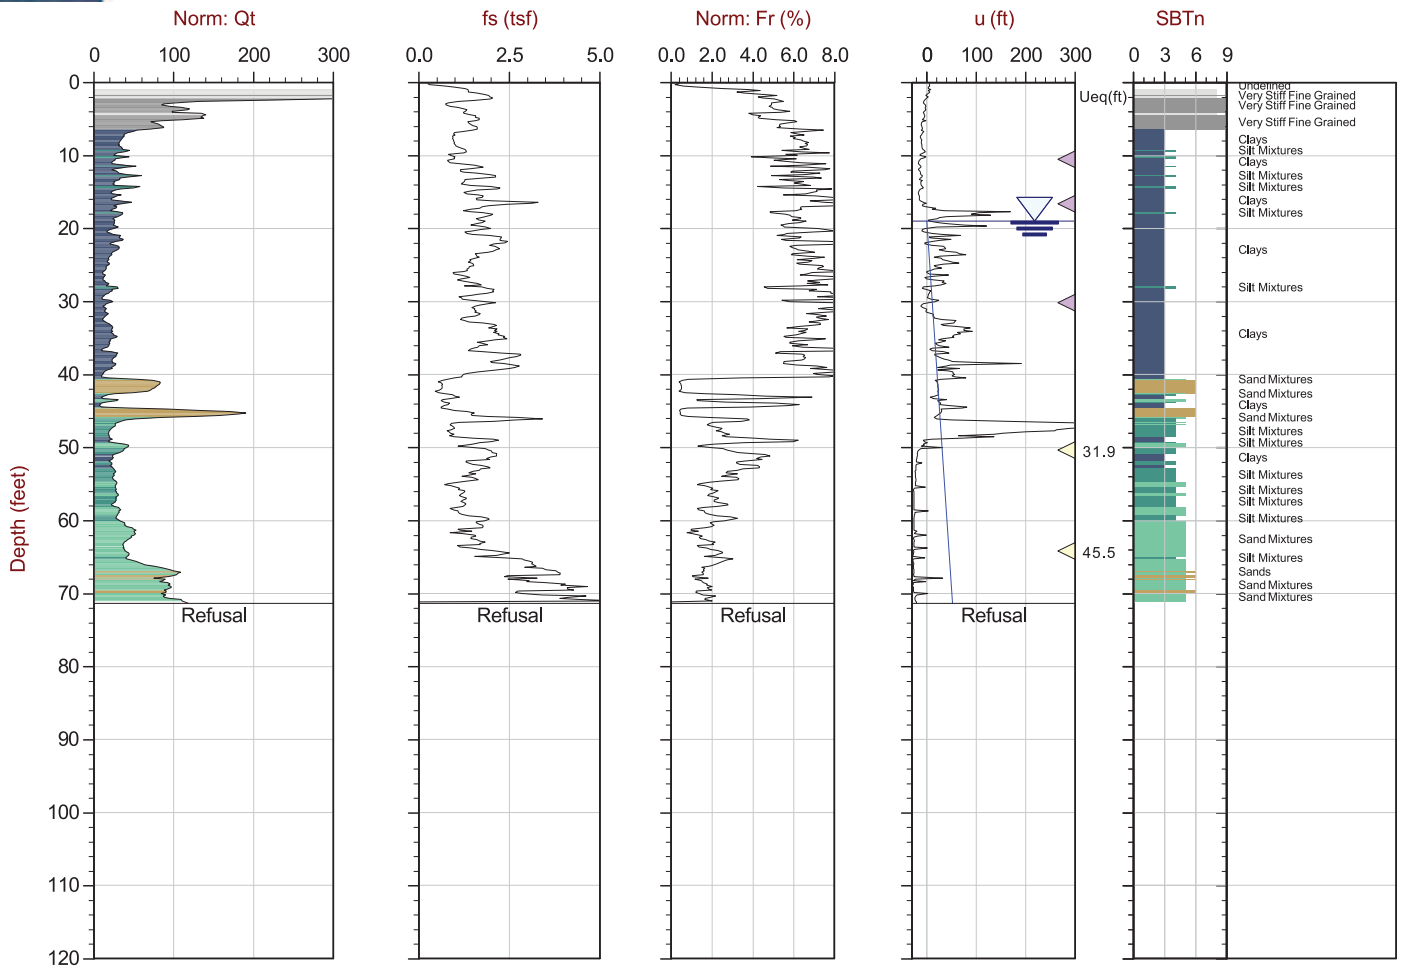 Norm: Qt
fs (tsf)
Norm: Fr (%)
u (ft)
SBTn
0 100 200 300
0.0 2.5 5.0
0.0 2.0 4.0 6.0 8.0
0 100 200 300
0 3 6 9
Depth (feet)
0
10
20
30
40
50
60
70
80
90
100
110
120
Ueq(ft)
31.9
45.5
Refusal
Refusal
Refusal
Refusal
Undefined
Very Stiff Fine Grained
Very Stiff Fine Grained
Very Stiff Fine Grained
Clays
Silt Mixtures
Clays
Silt Mixtures
Silt Mixtures
Clays
Silt Mixtures
Clays
Silt Mixtures
Clays
Sand Mixtures
Sand Mixtures
Clays
Sand Mixtures
Silt Mixtures
Silt Mixtures
Clays
Silt Mixtures
Silt Mixtures
Silt Mixtures
Silt Mixtures
Sand Mixtures
Silt Mixtures
Sands
Sand Mixtures
Sand Mixtures